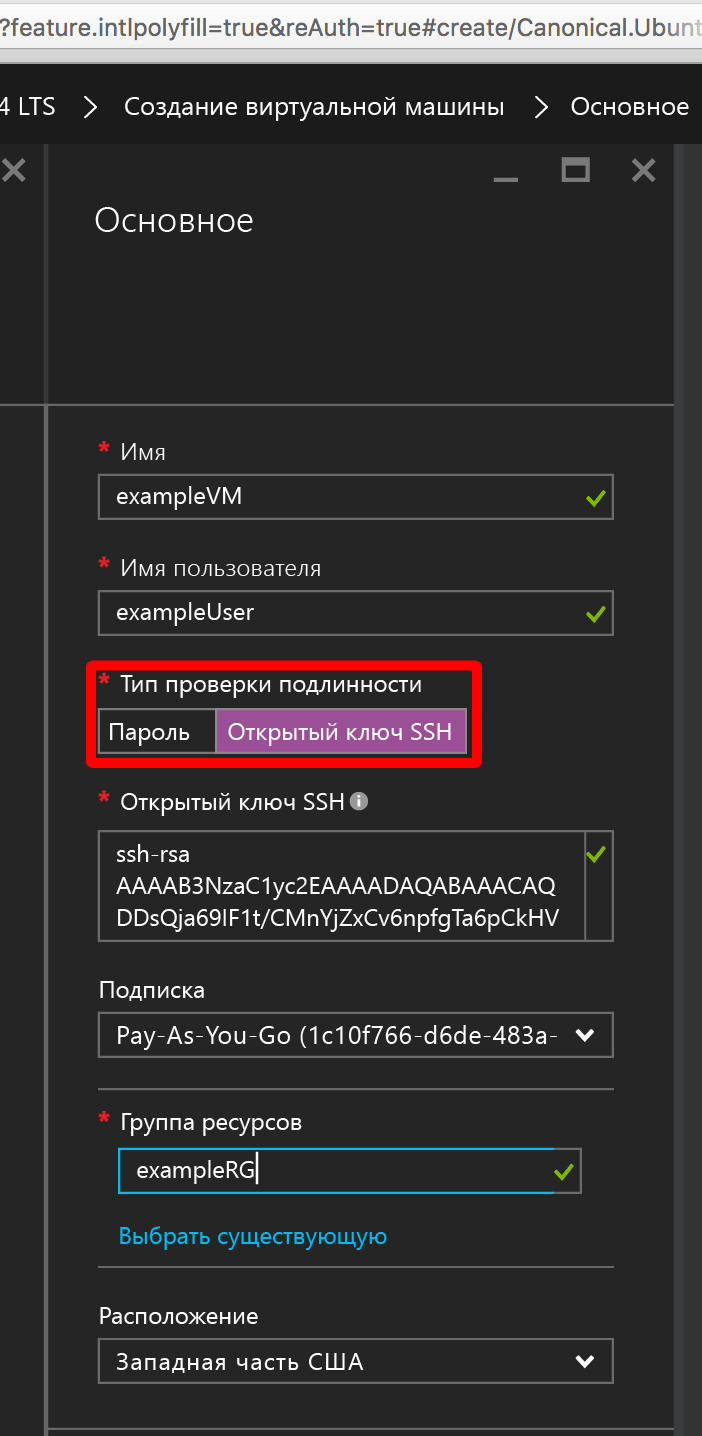 ?feature.intlpolyfill=true&reAuth=true#create/Canonical.Ubunt
4 LTS > Создание виртуальной машины > Основное
Основное
* Имя
exampleVM
* Имя пользователя
exampleUser
* Тип проверки подлинности
Пароль Открытый ключ SSH
* Открытый ключ SSH
ssh-rsa
AAAAB3NzaC1yc2EAAAADAQABAAACAQ
DDsQja69IF1t/CMnYjZxCv6npfgTa6pCkHV
Подписка
Pay-As-You-Go (1c10f766-d6de-483a-
* Группа ресурсов
exampleRG
Выбрать существующую
Расположение
Западная часть США